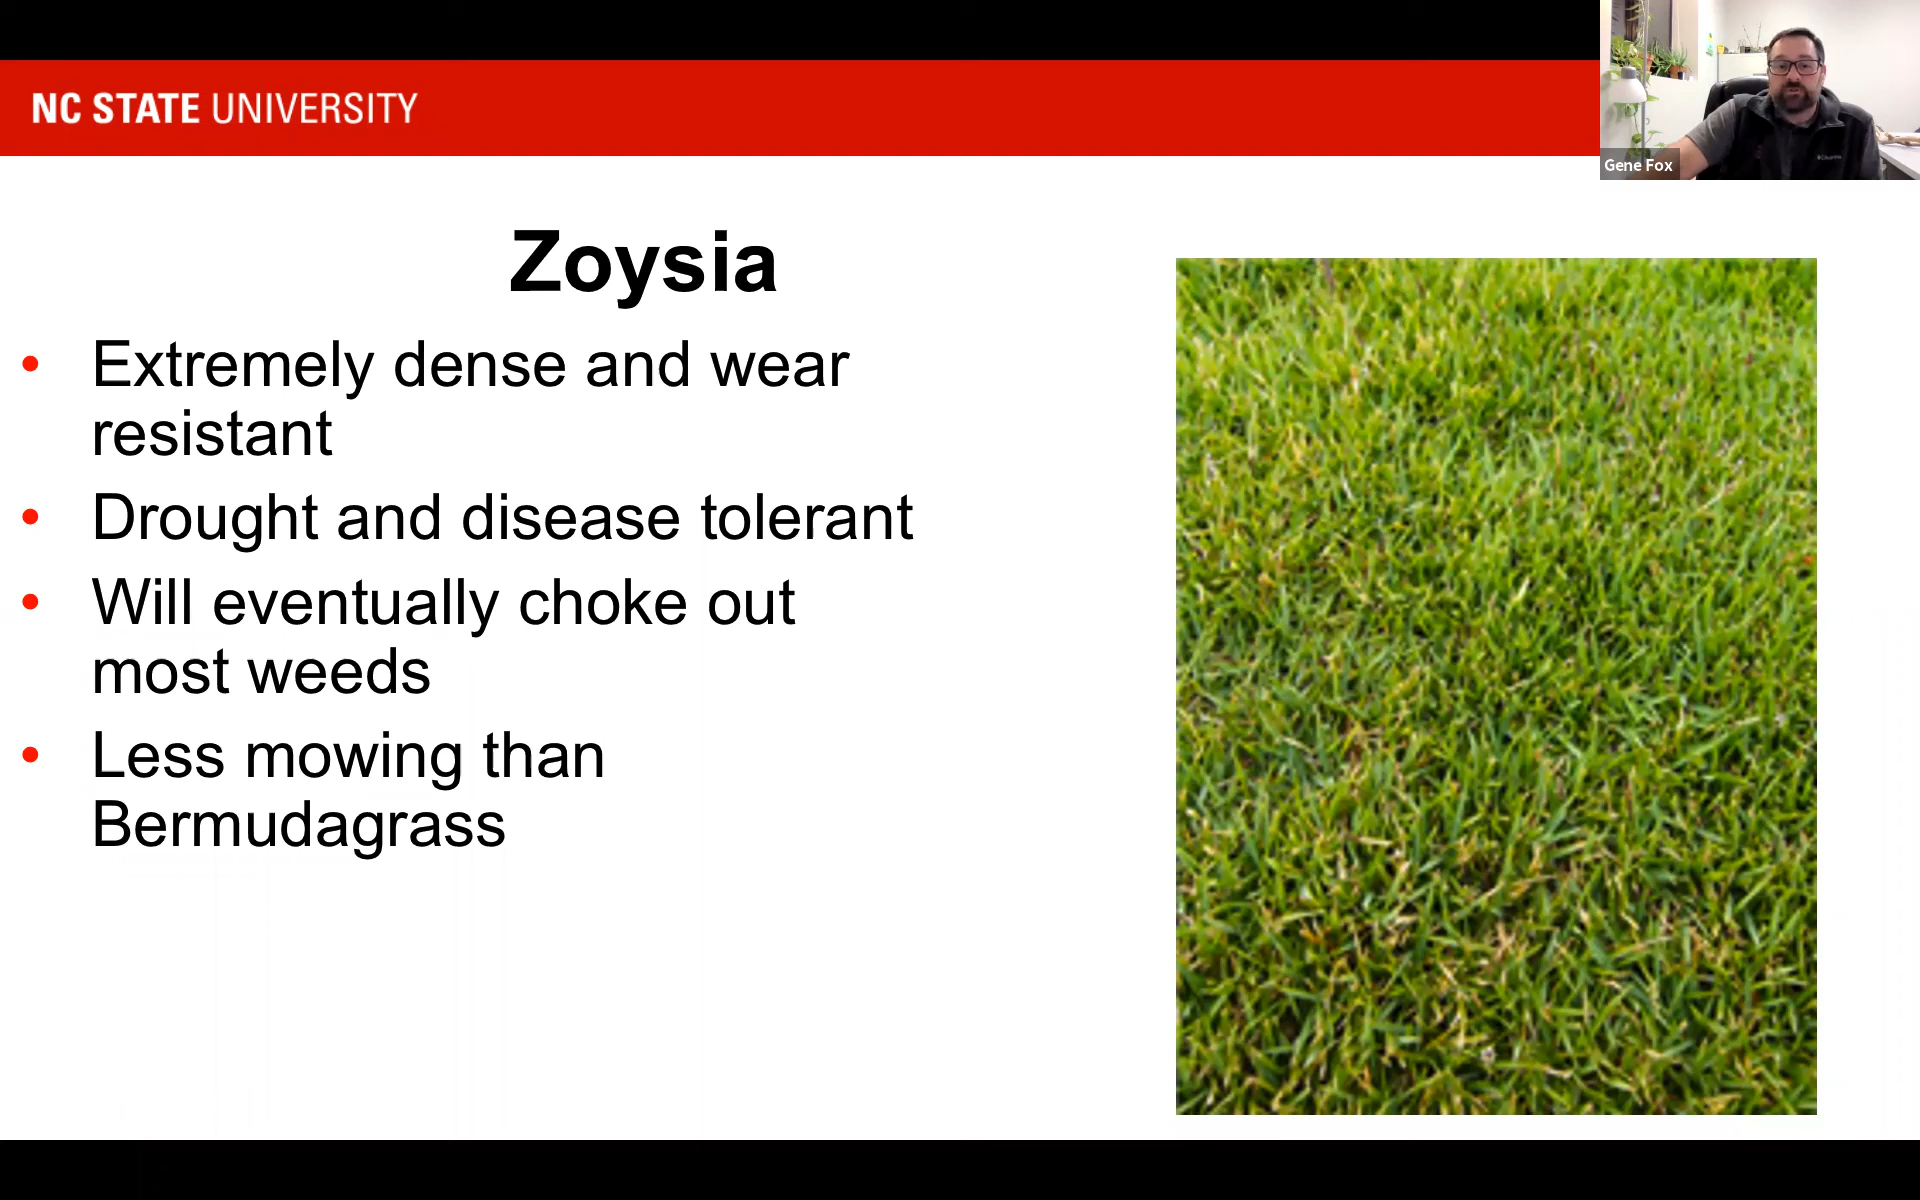 NC STATE UNIVERSITY
Gene Fox
Zoysia
• Extremely dense and wear
resistant
• Drought and disease tolerant
• Will eventually choke out
most weeds
• Less mowing than
Bermudagrass